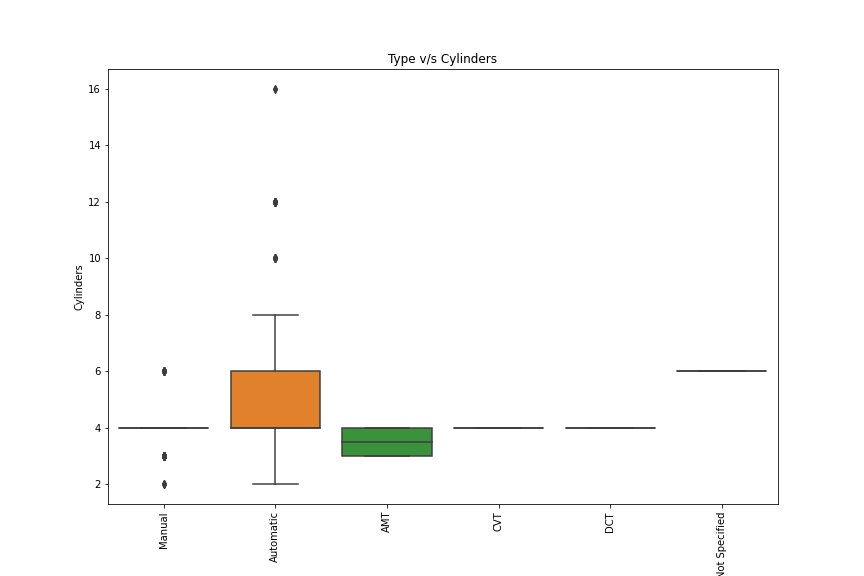 Type v/s Cylinders
16
14
12
10
8
6
4
2
Cylinders
Manual
Automatic
AMT
CVT
DCT
Not Specified